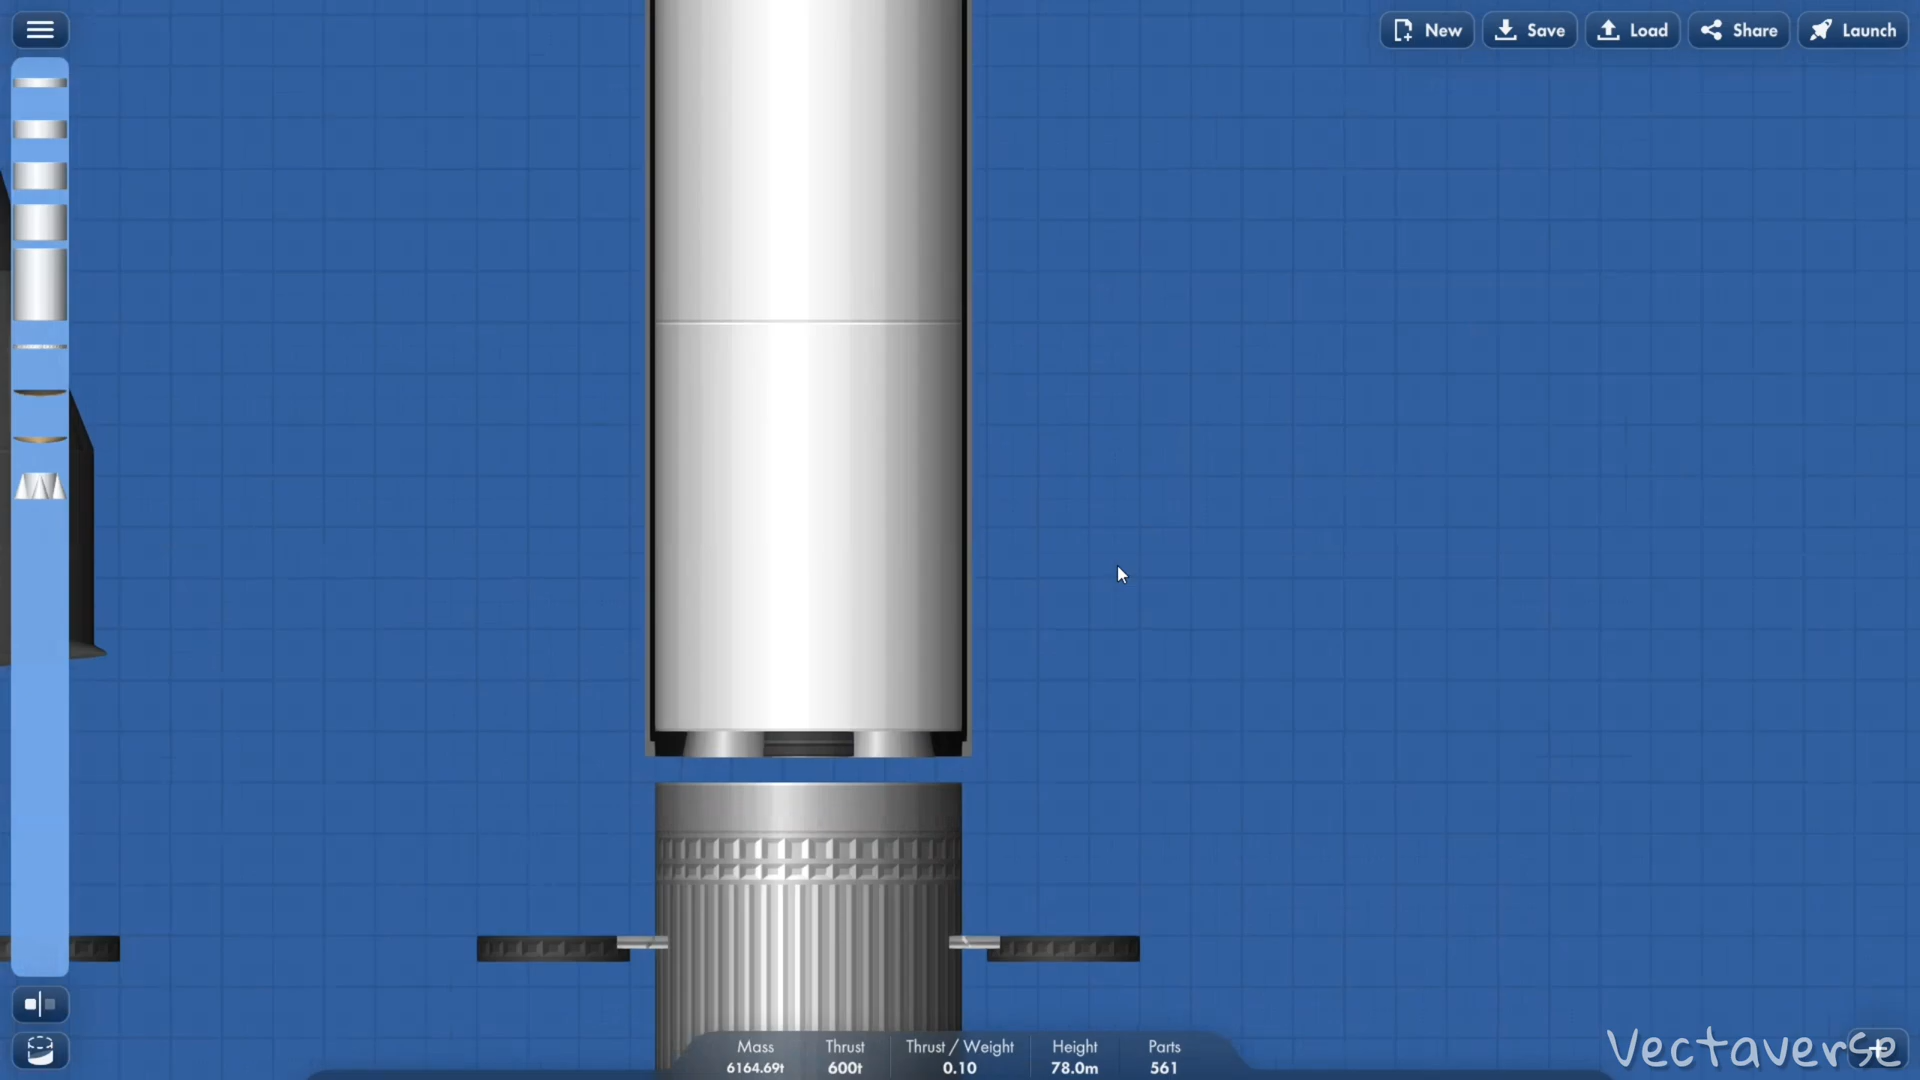 New Save Load Share Launch
Mass Thrust Thrust / Weight Height Parts
6164.69t 600t 0.10 78.0m 561
Vectaverse